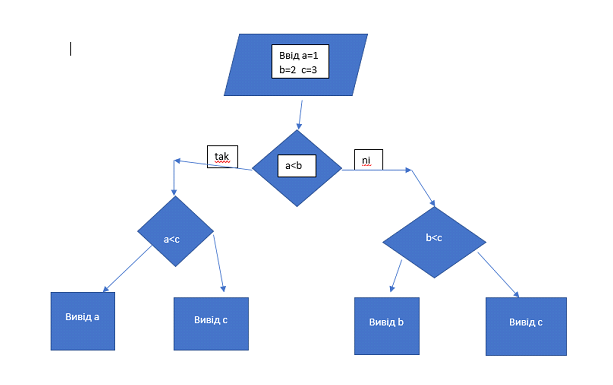 Ввід a=1
b=2 c=3
tak
a<b
ni
a<c
b<c
Вивід a
Вивід c
Вивід b
Вивід c